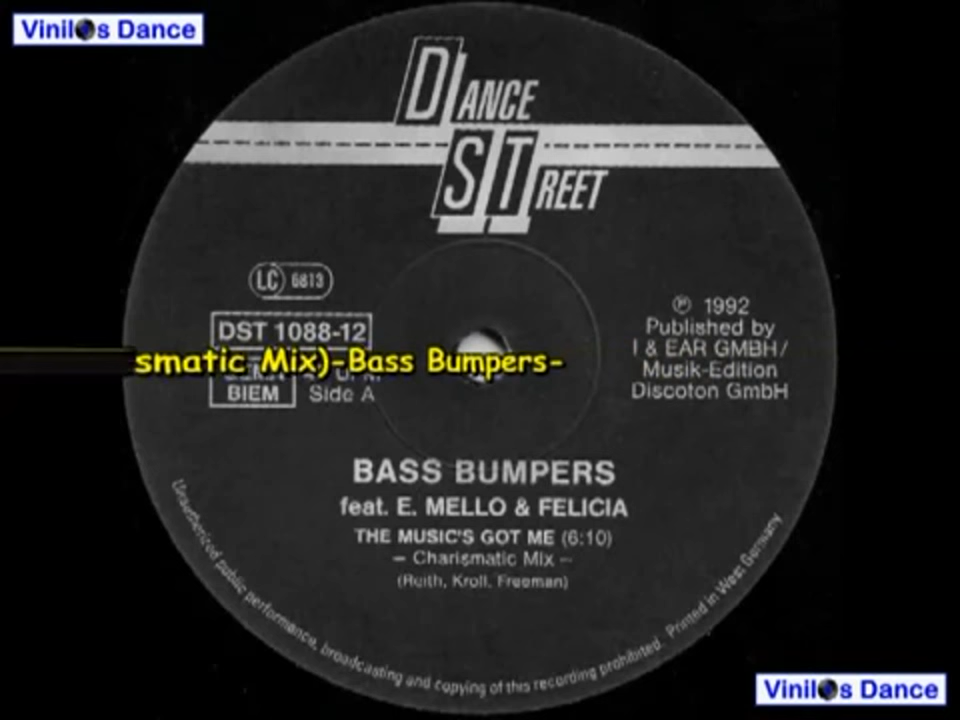 Vinilos Dance
DANCE
STREET
LC 6813
DST 1088-12
BIEM
Side A
℗ 1992
Published by
I & EAR GMBH/
Musik-Edition
Discoton GmbH
smatic Mix)-Bass Bumpers-
BASS BUMPERS
feat. E. MELLO & FELICIA
THE MUSIC'S GOT ME (6:10)
– Charismatic Mix –
(Reith, Kroll, Freeman)
Unauthorized public performance, broadcasting and copying of this recording prohibited. Printed in West Germany
Vinilos Dance